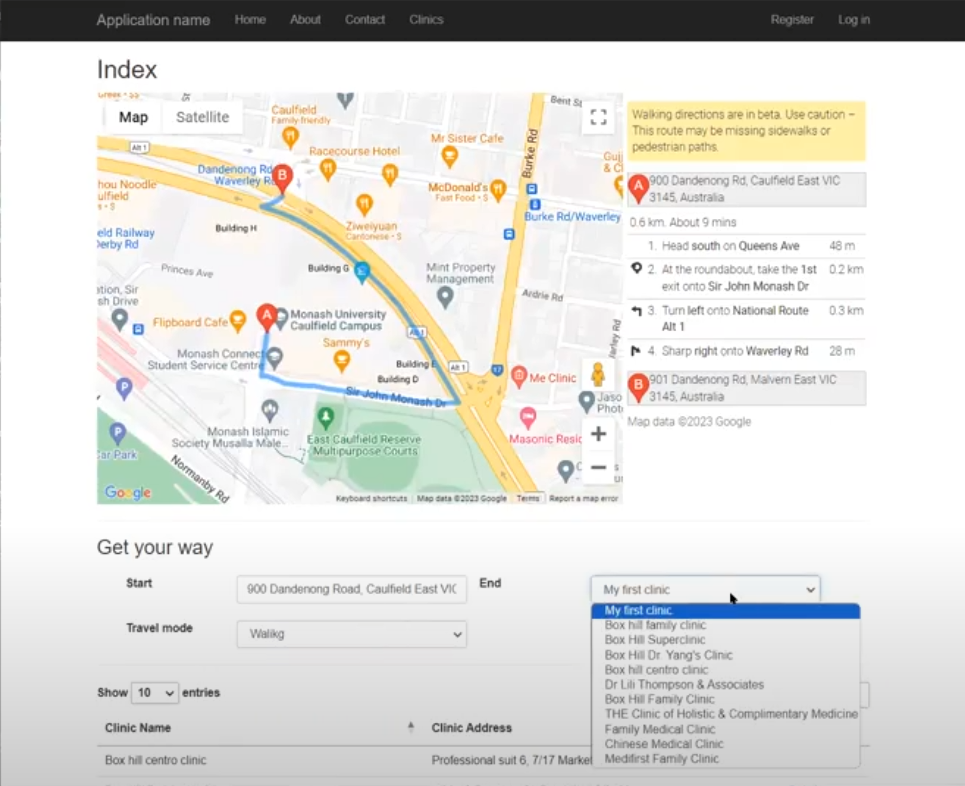 Application name Home About Contact Clinics Register Log in
Index
Map Satellite
Alt 1
Caulfield
Family-friendly
Racecourse Hotel
Mr Sister Cafe
Bent St
Burke Rd
Dandenong Rd
Waverley Rd
B
McDonald's
Fast Food • $
Burke Rd/Waverley
hou Noodle
ulfield
Ziweiyuan
Cantonese • $
Building H
eld Railway
Derby Rd
Building G
Princes Ave
Mint Property
Management
Ardrie Rd
ation, Sir
sh Drive
A
Monash University
Caulfield Campus
Flipboard Cafe
Sammy's
Alt 1
Monash Connect
Student Service Centre
Building E
Building D
Alt 1
17
Me Clinic
Sir John Monash Dr
Jaso
Phot
P
Monash Islamic
Society Musalla Male...
East Caulfield Reserve
Multipurpose Courts
Masonic Resid
P
Car Park
Normanby Rd
Google
Keyboard shortcuts Map data ©2023 Google Terms Report a map error
Walking directions are in beta. Use caution –
This route may be missing sidewalks or
pedestrian paths.
A 900 Dandenong Rd, Caulfield East VIC
3145, Australia
0.6 km. About 9 mins
1. Head south on Queens Ave 48 m
2. At the roundabout, take the 1st 0.2 km
exit onto Sir John Monash Dr
3. Turn left onto National Route 0.3 km
Alt 1
4. Sharp right onto Waverley Rd 28 m
B 901 Dandenong Rd, Malvern East VIC
3145, Australia
Map data ©2023 Google
Get your way
Start 900 Dandenong Road, Caulfield East VIC End My first clinic
Travel mode Walikg
My first clinic
Box hill family clinic
Box Hill Superclinic
Box Hill Dr. Yang's Clinic
Box hill centro clinic
Dr Lili Thompson & Associates
Box Hill Family Clinic
THE Clinic of Holistic & Complimentary Medicine
Family Medical Clinic
Chinese Medical Clinic
Medifirst Family Clinic
Show 10 entries
Clinic Name Clinic Address
Box hill centro clinic Professional suit 6, 7/17 Market